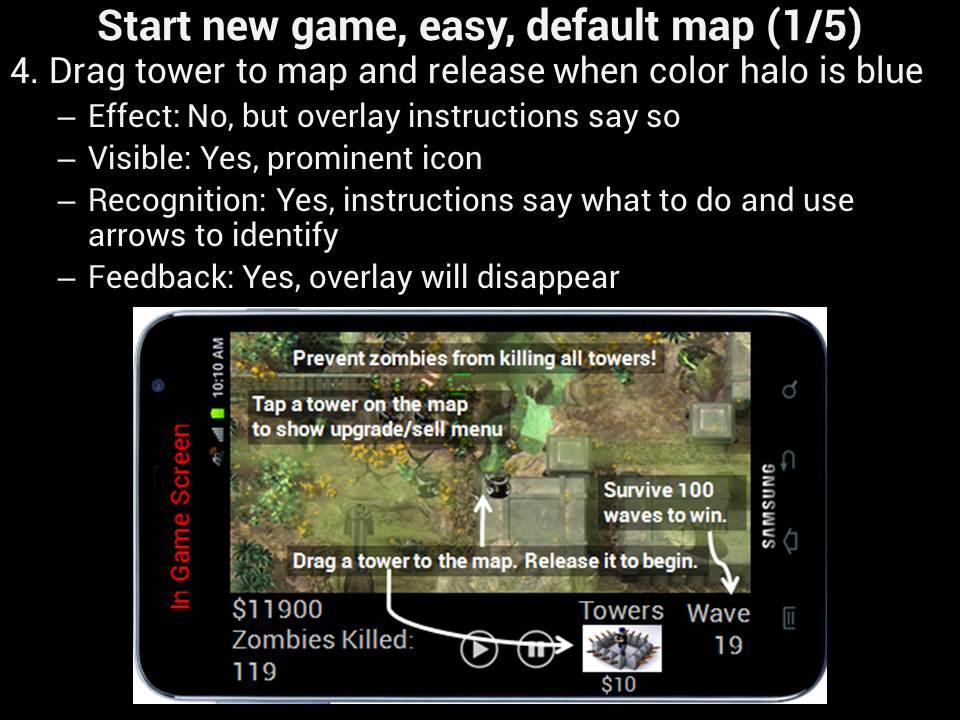 Start new game, easy, default map (1/5)
4. Drag tower to map and release when color halo is blue
– Effect: No, but overlay instructions say so
– Visible: Yes, prominent icon
– Recognition: Yes, instructions say what to do and use
arrows to identify
– Feedback: Yes, overlay will disappear
In Game Screen
10:10 AM
Prevent zombies from killing all towers!
Tap a tower on the map
to show upgrade/sell menu
Survive 100
waves to win.
Drag a tower to the map. Release it to begin.
$11900
Zombies Killed:
119
Towers
$10
Wave
19
SAMSUNG